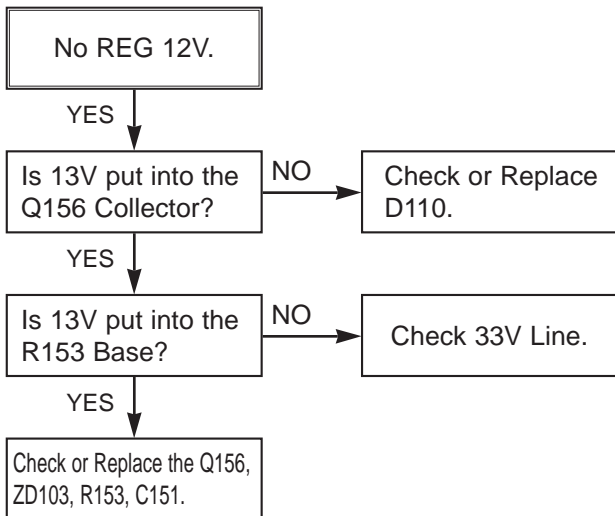 No REG 12V.
YES
Is 13V put into the
Q156 Collector?
NO
Check or Replace
D110.
YES
Is 13V put into the
R153 Base?
NO
Check 33V Line.
YES
Check or Replace the Q156,
ZD103, R153, C151.